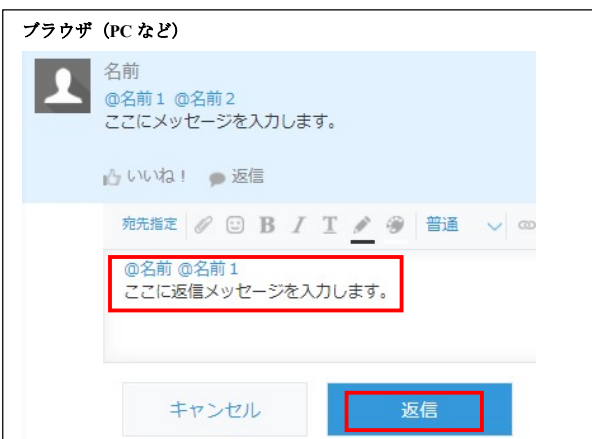 ブラウザ（PC など）
名前
@名前1 @名前2
ここにメッセージを入力します。
いいね！ 返信
宛先指定 B I T 普通
@名前 @名前1
ここに返信メッセージを入力します。
キャンセル 返信